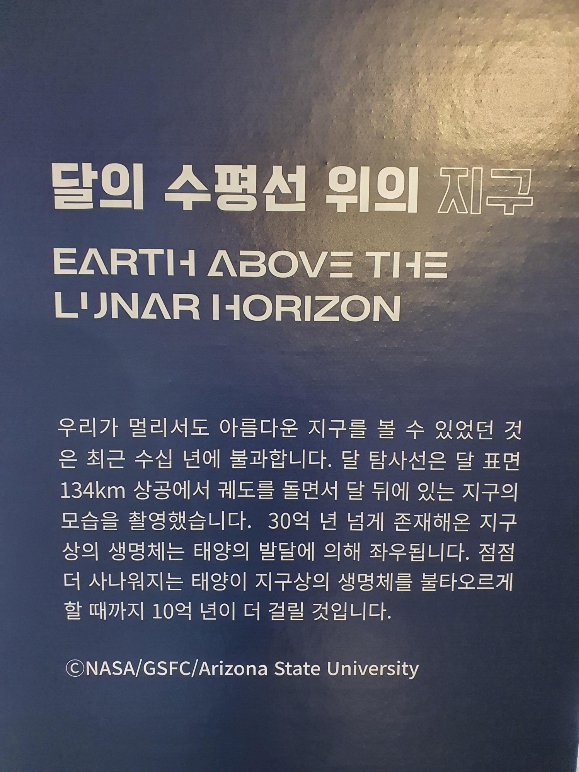 달의 수평선 위의 지구
EARTH ABOVE THE
LUNAR HORIZON
우리가 멀리서도 아름다운 지구를 볼 수 있었던 것
은 최근 수십 년에 불과합니다. 달 탐사선은 달 표면
134km 상공에서 궤도를 돌면서 달 뒤에 있는 지구의
모습을 촬영했습니다. 30억 년 넘게 존재해온 지구
상의 생명체는 태양의 발달에 의해 좌우됩니다. 점점
더 사나워지는 태양이 지구상의 생명체를 불타오르게
할 때까지 10억 년이 더 걸릴 것입니다.
ⓒNASA/GSFC/Arizona State University